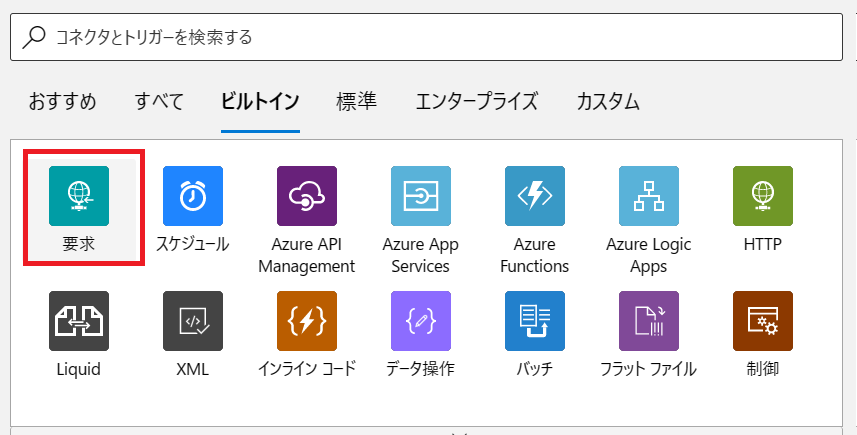 コネクタとトリガーを検索する
おすすめ すべて ビルトイン 標準 エンタープライズ カスタム
要求 スケジュール Azure API Management Azure App Services Azure Functions Azure Logic Apps HTTP
Liquid XML インライン コード データ操作 バッチ フラット ファイル 制御